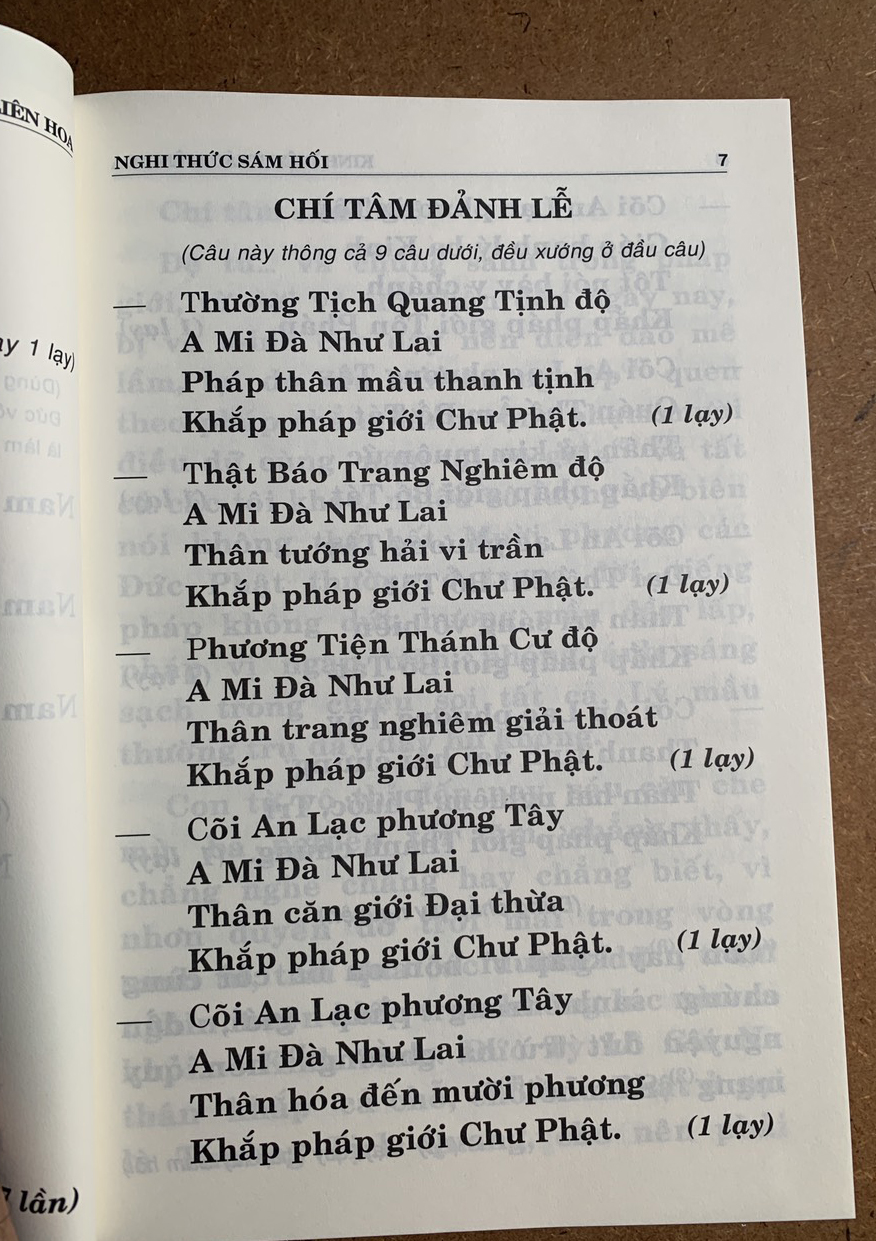 LIÊN HOA
1 lạy)
lần)
NGHI THỨC SÁM HỐI 7
CHÍ TÂM ĐẢNH LỄ
(Câu này thông cả 9 câu dưới, đều xướng ở đầu câu)
— Thường Tịch Quang Tịnh độ
A Mi Đà Như Lai
Pháp thân mầu thanh tịnh
Khắp pháp giới Chư Phật. (1 lạy)
— Thật Báo Trang Nghiêm độ
A Mi Đà Như Lai
Thân tướng hải vi trần
Khắp pháp giới Chư Phật. (1 lạy)
— Phương Tiện Thánh Cư độ
A Mi Đà Như Lai
Thân trang nghiêm giải thoát
Khắp pháp giới Chư Phật. (1 lạy)
— Cõi An Lạc phương Tây
A Mi Đà Như Lai
Thân căn giới Đại thừa
Khắp pháp giới Chư Phật. (1 lạy)
— Cõi An Lạc phương Tây
A Mi Đà Như Lai
Thân hóa đến mười phương
Khắp pháp giới Chư Phật. (1 lạy)